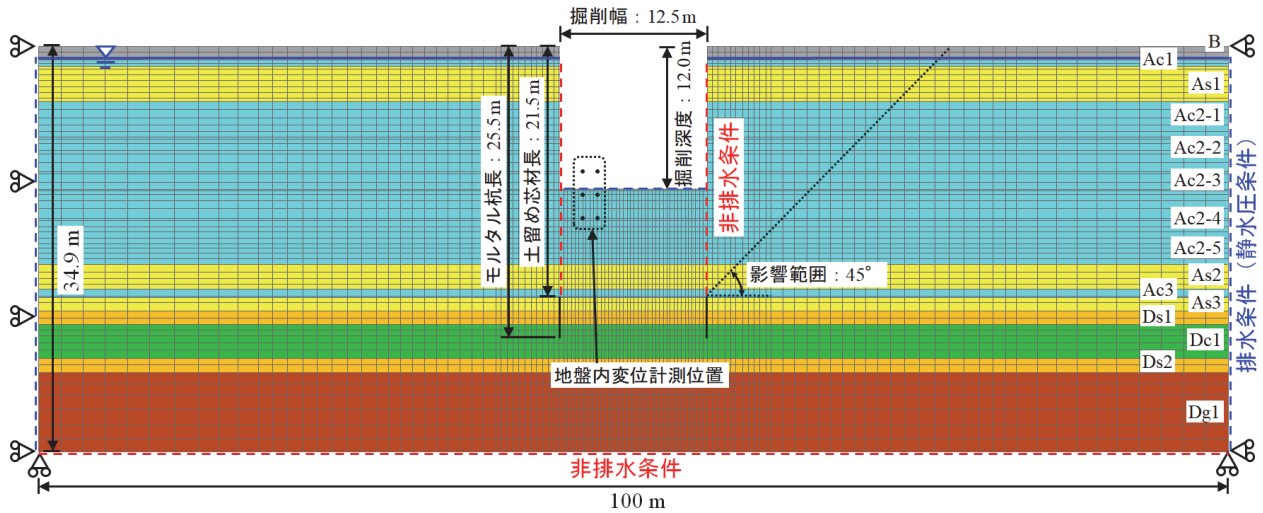 掘削幅：12.5m
B
Ac1
As1
Ac2-1
Ac2-2
Ac2-3
Ac2-4
Ac2-5
As2
Ac3
As3
Ds1
Dc1
Ds2
Dg1
34.9 m
モルタル杭長：25.5m
土留め芯材長：21.5m
掘削深度：12.0m
非排水条件
影響範囲：45°
排水条件（静水圧条件）
地盤内変位計測位置
非排水条件
100 m